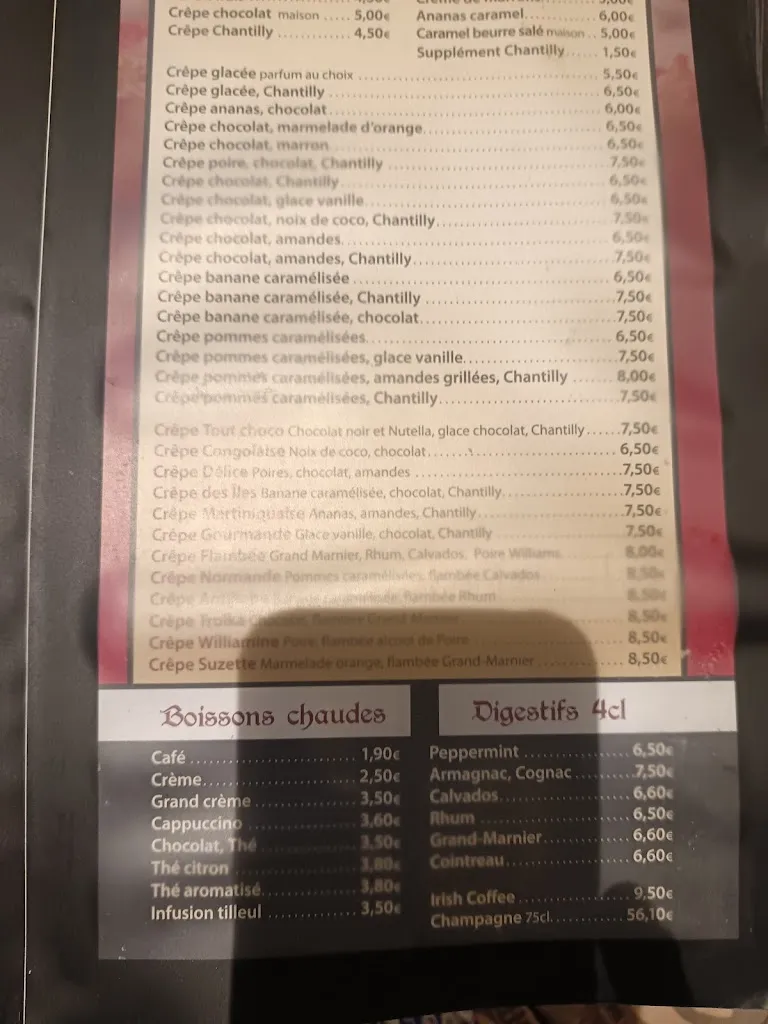 Crêpe chocolat maison ..... 5,00€
Crêpe Chantilly ............ 4,50€
Ananas caramel............ 6,00€
Caramel beurre salé maison .. 5,00€
Supplément Chantilly...... 1,50€
Crêpe glacée parfum au choix ..... 5,50€
Crêpe glacée, Chantilly ..... 6,50€
Crêpe ananas, chocolat..... 6,00€
Crêpe chocolat, marmelade d'orange..... 6,50€
Crêpe chocolat, marron ..... 6,50€
Crêpe poire, chocolat, Chantilly ..... 7,50€
Crêpe chocolat, Chantilly..... 6,50€
Crêpe chocolat, glace vanille..... 6,50€
Crêpe chocolat, noix de coco, Chantilly..... 7,50€
Crêpe chocolat, amandes..... 6,50€
Crêpe chocolat, amandes, Chantilly..... 7,50€
Crêpe banane caramélisée ..... 6,50€
Crêpe banane caramélisée, Chantilly ..... 7,50€
Crêpe banane caramélisée, chocolat..... 7,50€
Crêpe pommes caramélisées..... 6,50€
Crêpe pommes caramélisées, glace vanille..... 7,50€
Crêpe pommes caramélisées, amandes grillées, Chantilly ....... 8,00€
Crêpe pommes caramélisées, Chantilly..... 7,50€
Crêpe Tout choco Chocolat noir et Nutella, glace chocolat, Chantilly......7,50€
Crêpe Congolaise Noix de coco, chocolat..... 6,50€
Crêpe Délice Poires, chocolat, amandes ..... 7,50€
Crêpe des Îles Banane caramélisée, chocolat, Chantilly..... 7,50€
Crêpe Martiniquaise Ananas, amandes, Chantilly..... 7,50€
Crêpe Gourmande Glace vanille, chocolat, Chantilly ..... 7,50€
Crêpe Flambée Grand Marnier, Rhum, Calvados, Poire Williams 8,00€
Crêpe Normande Pommes caramélisées, flambée Calvados 8,50€
Crêpe caramélisée, flambée Rhum 8,50€
Crêpe Troïka flambée Grand Marnier 8,50€
Crêpe Williamine Poire, flambée alcool de Poire 8,50€
Crêpe Suzette Marmelade orange, flambée Grand-Marnier ..... 8,50€
Boissons chaudes
Café ..... 1,90€
Crème..... 2,50€
Grand crème ..... 3,50€
Cappuccino ..... 3,60€
Chocolat, Thé ..... 3,50€
Thé citron ..... 3,80€
Thé aromatisé..... 3,80€
Infusion tilleul ..... 3,50€
Digestifs 4cl
Peppermint ..... 6,50€
Armagnac, Cognac ..... 7,50€
Calvados..... 6,60€
Rhum ..... 6,50€
Grand-Marnier..... 6,60€
Cointreau..... 6,60€
Irish Coffee ..... 9,50€
Champagne 75cl..... 56,10€